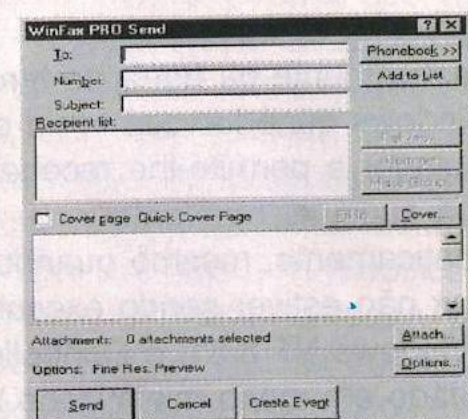 WinFax PRO Send
To:
Phonebook >>
Number:
Add to List
Subject:
Recipient list:
Cover page Quick Cover Page
Cover...
Attachments: 0 attachments selected
Attach...
Options: Fine Res. Preview
Options...
Send Cancel Create Event